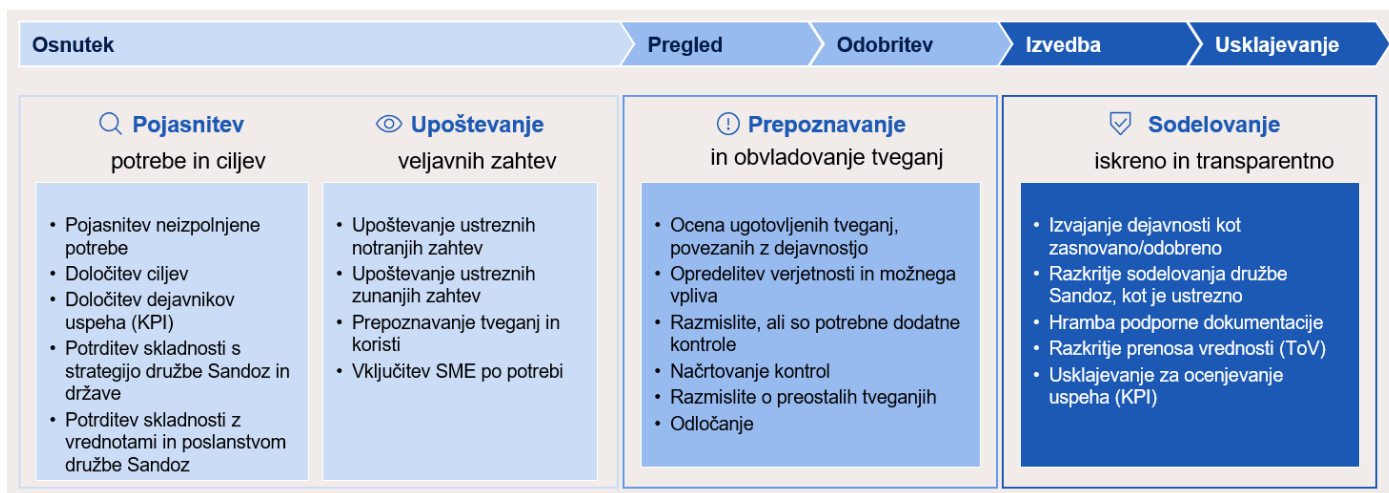 Osnutek
Pregled
Odobritev
Izvedba
Usklajevanje
Pojasnitev
potrebe in ciljev
• Pojasnitev neizpolnjene
potrebe
• Določitev ciljev
• Določitev dejavnikov
uspeha (KPI)
• Potrditev skladnosti s
strategijo družbe Sandoz in
države
• Potrditev skladnosti z
vrednotami in poslanstvom
družbe Sandoz
Upoštevanje
veljavnih zahtev
• Upoštevanje ustreznih
notranjih zahtev
• Upoštevanje ustreznih
zunanjih zahtev
• Prepoznavanje tveganj in
koristi
• Vključitev SME po potrebi
Prepoznavanje
in obvladovanje tveganj
• Ocena ugotovljenih tveganj,
povezanih z dejavnostjo
• Opredelitev verjetnosti in možnega
vpliva
• Razmislite, ali so potrebne dodatne
kontrole
• Načrtovanje kontrol
• Razmislite o preostalih tveganjih
• Odločanje
Sodelovanje
iskreno in transparentno
• Izvajanje dejavnosti kot
zasnovano/odobreno
• Razkritje sodelovanja družbe
Sandoz, kot je ustrezno
• Hramba podporne dokumentacije
• Razkritje prenosa vrednosti (ToV)
• Usklajevanje za ocenjevanje
uspeha (KPI)